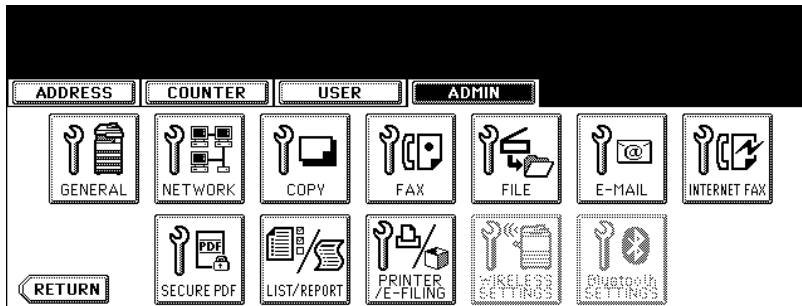 ADDRESS COUNTER USER ADMIN
GENERAL NETWORK COPY FAX FILE @ E-MAIL INTERNET FAX
PDF
SECURE PDF LIST/REPORT PRINTER /E-FILING WIRELESS SETTINGS Bluetooth SETTINGS
RETURN